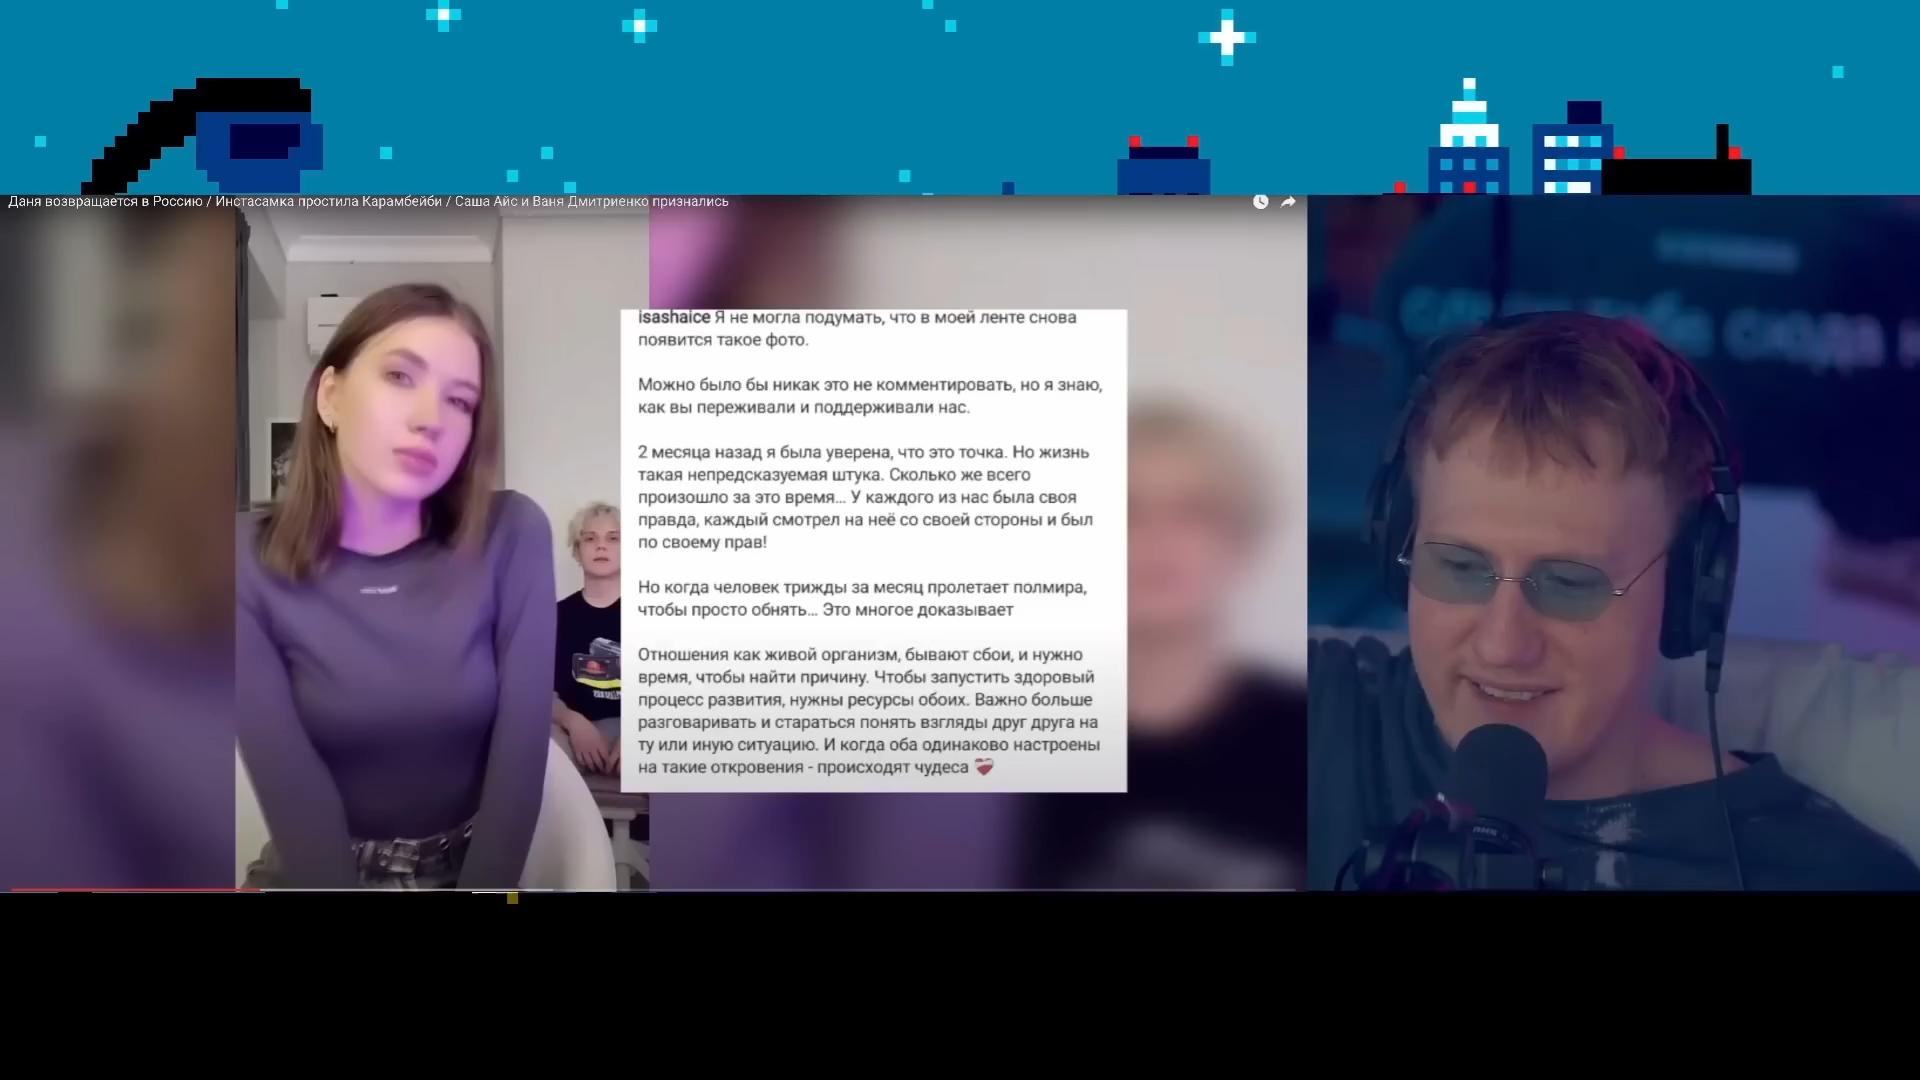 Даня возвращается в Россию / Инстасамка простила Карамбейби / Саша Айс и Ваня Дмитриенко признались
isashaice Я не могла подумать, что в моей ленте снова
появится такое фото.
Можно было бы никак это не комментировать, но я знаю,
как вы переживали и поддерживали нас.
2 месяца назад я была уверена, что это точка. Но жизнь
такая непредсказуемая штука. Сколько же всего
произошло за это время... У каждого из нас была своя
правда, каждый смотрел на неё со своей стороны и был
по своему прав!
Но когда человек трижды за месяц пролетает полмира,
чтобы просто обнять... Это многое доказывает
Отношения как живой организм, бывают сбои, и нужно
время, чтобы найти причину. Чтобы запустить здоровый
процесс развития, нужны ресурсы обоих. Важно больше
разговаривать и стараться понять взгляды друг друга на
ту или иную ситуацию. И когда оба одинаково настроены
на такие откровения - происходят чудеса ❤️‍🩹